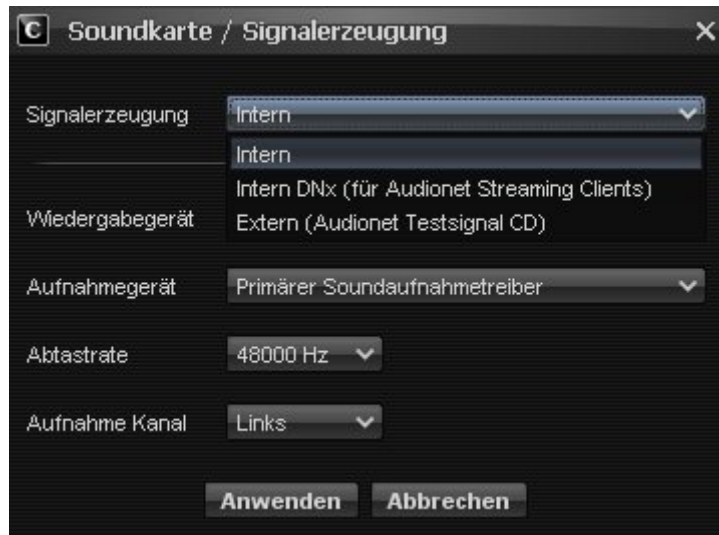 C Soundkarte / Signalerzeugung
Signalerzeugung Intern
Intern
Intern DNx (für Audionet Streaming Clients)
Wiedergabegerät
Extern (Audionet Testsignal CD)
Aufnahmegerät Primärer Soundaufnahmetreiber
Abtastrate 48000 Hz
Aufnahme Kanal Links
Anwenden Abbrechen